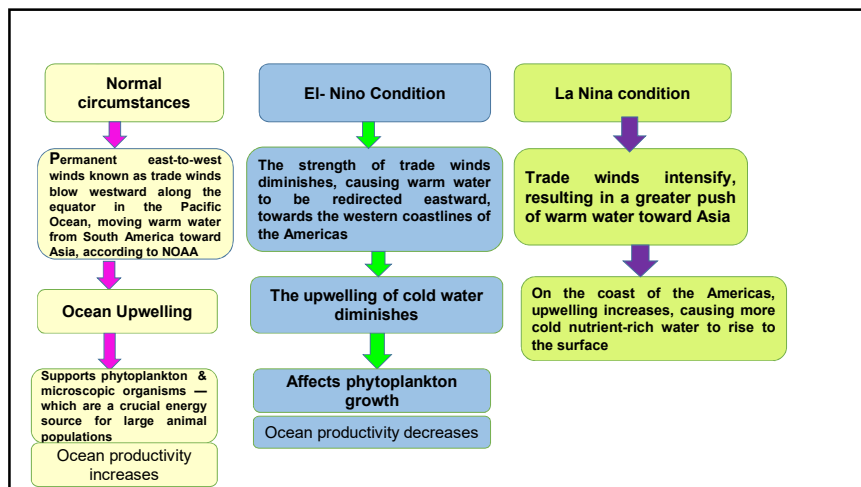 Normal
circumstances
Permanent east-to-west
winds known as trade winds
blow westward along the
equator in the Pacific
Ocean, moving warm water
from South America toward
Asia, according to NOAA
Ocean Upwelling
Supports phytoplankton &
microscopic organisms —
which are a crucial energy
source for large animal
populations
Ocean productivity
increases
El- Nino Condition
The strength of trade winds
diminishes, causing warm water
to be redirected eastward,
towards the western coastlines of
the Americas
The upwelling of cold water
diminishes
Affects phytoplankton
growth
Ocean productivity decreases
La Nina condition
Trade winds intensify,
resulting in a greater push
of warm water toward Asia
On the coast of the Americas,
upwelling increases, causing more
cold nutrient-rich water to rise to
the surface